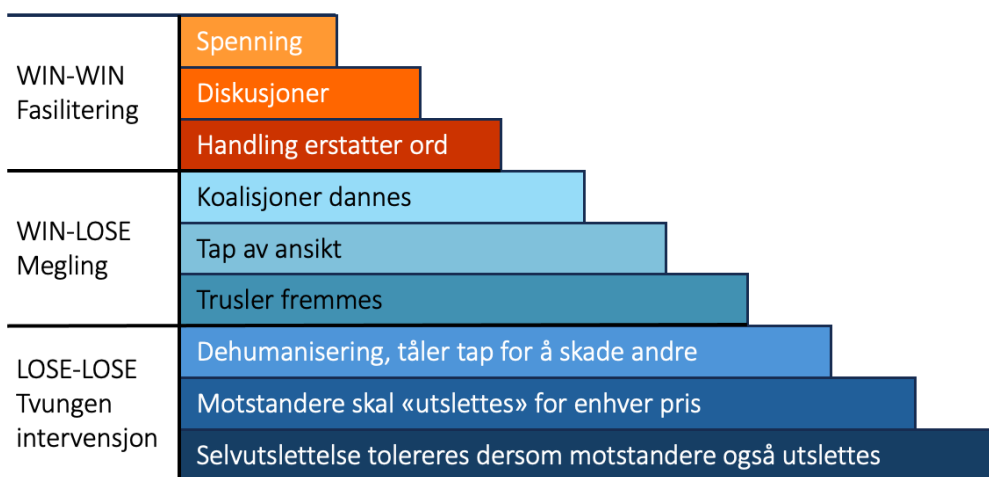 WIN-WIN
Fasilitering
Spenning
Diskusjoner
Handling erstatter ord
WIN-LOSE
Megling
Koalisjoner dannes
Tap av ansikt
Trusler fremmes
LOSE-LOSE
Tvungen
intervensjon
Dehumanisering, tåler tap for å skade andre
Motstandere skal «utslettes» for enhver pris
Selvutslettelse tolereres dersom motstandere også utslettes